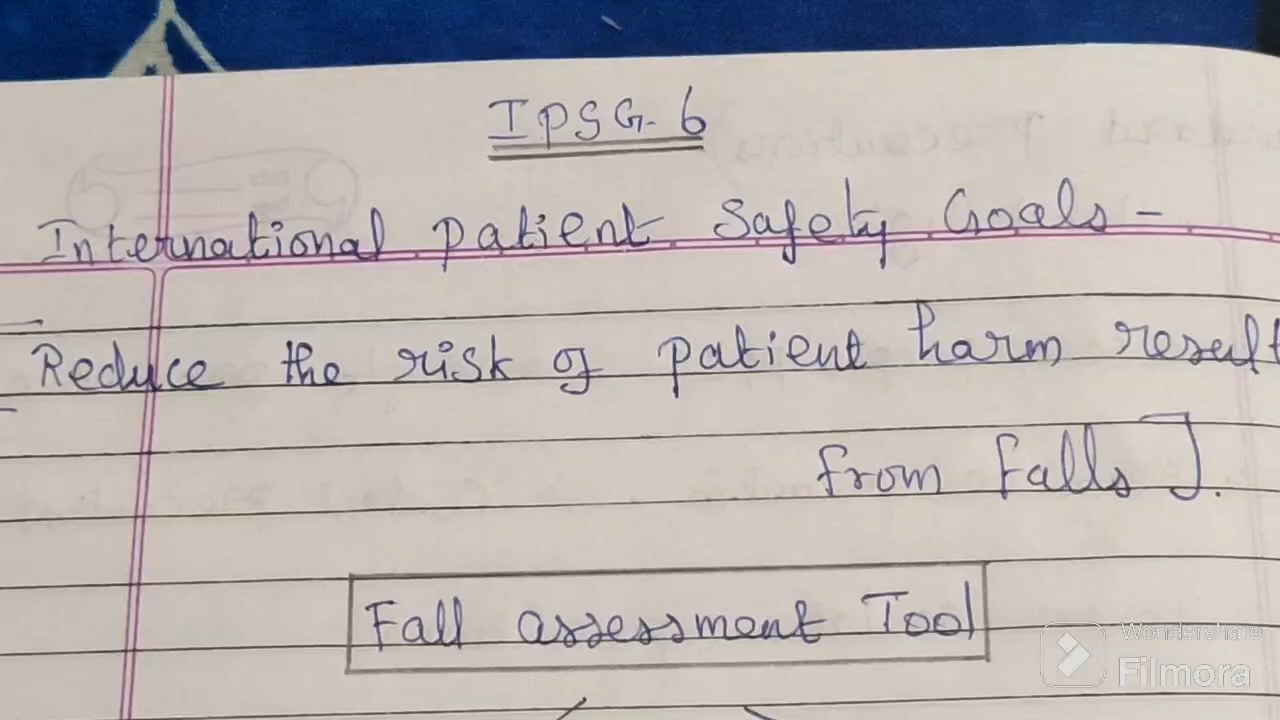 IPSG-6
International patient Safety Goals -
Reduce the risk of patient harm result
from Falls ].
Fall assessment Tool
Wondershare
Filmora